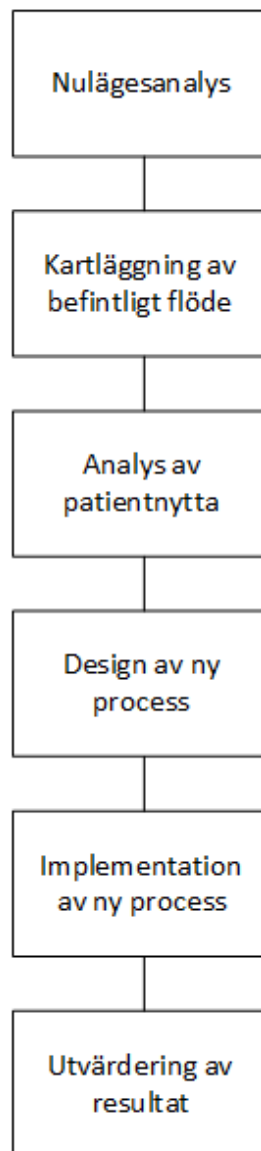 Nulägesanalys
Kartläggning av
befintligt flöde
Analys av
patientnytta
Design av ny
process
Implementation
av ny process
Utvärdering av
resultat